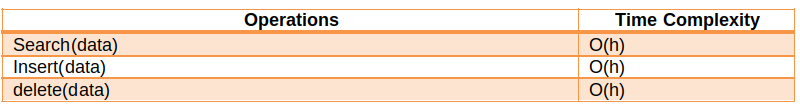 Operations Time Complexity
Search(data) O(h)
Insert(data) O(h)
delete(data) O(h)